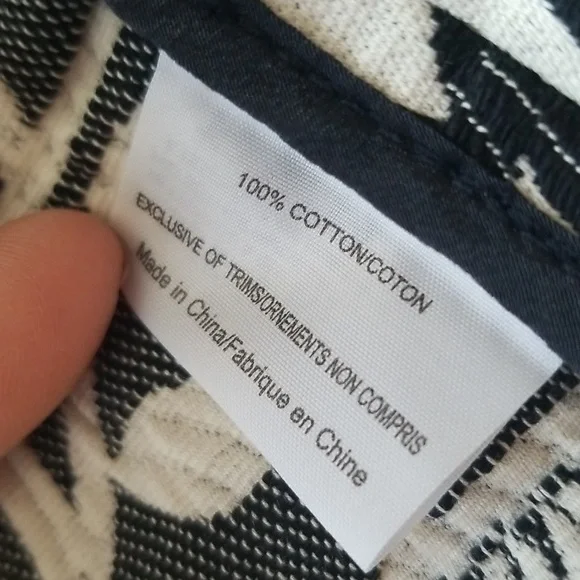 100% COTTON/COTON
EXCLUSIVE OF TRIMS/ORNEMENTS NON COMPRIS
Made in China/Fabrique en Chine